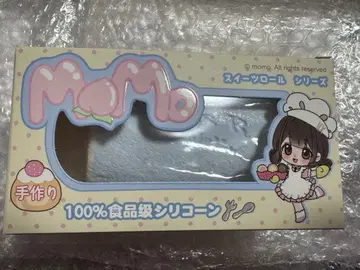 © momo. All rights reserved
MoMo
スイーツロール シリーズ
手作り
100%食品級シリコーン